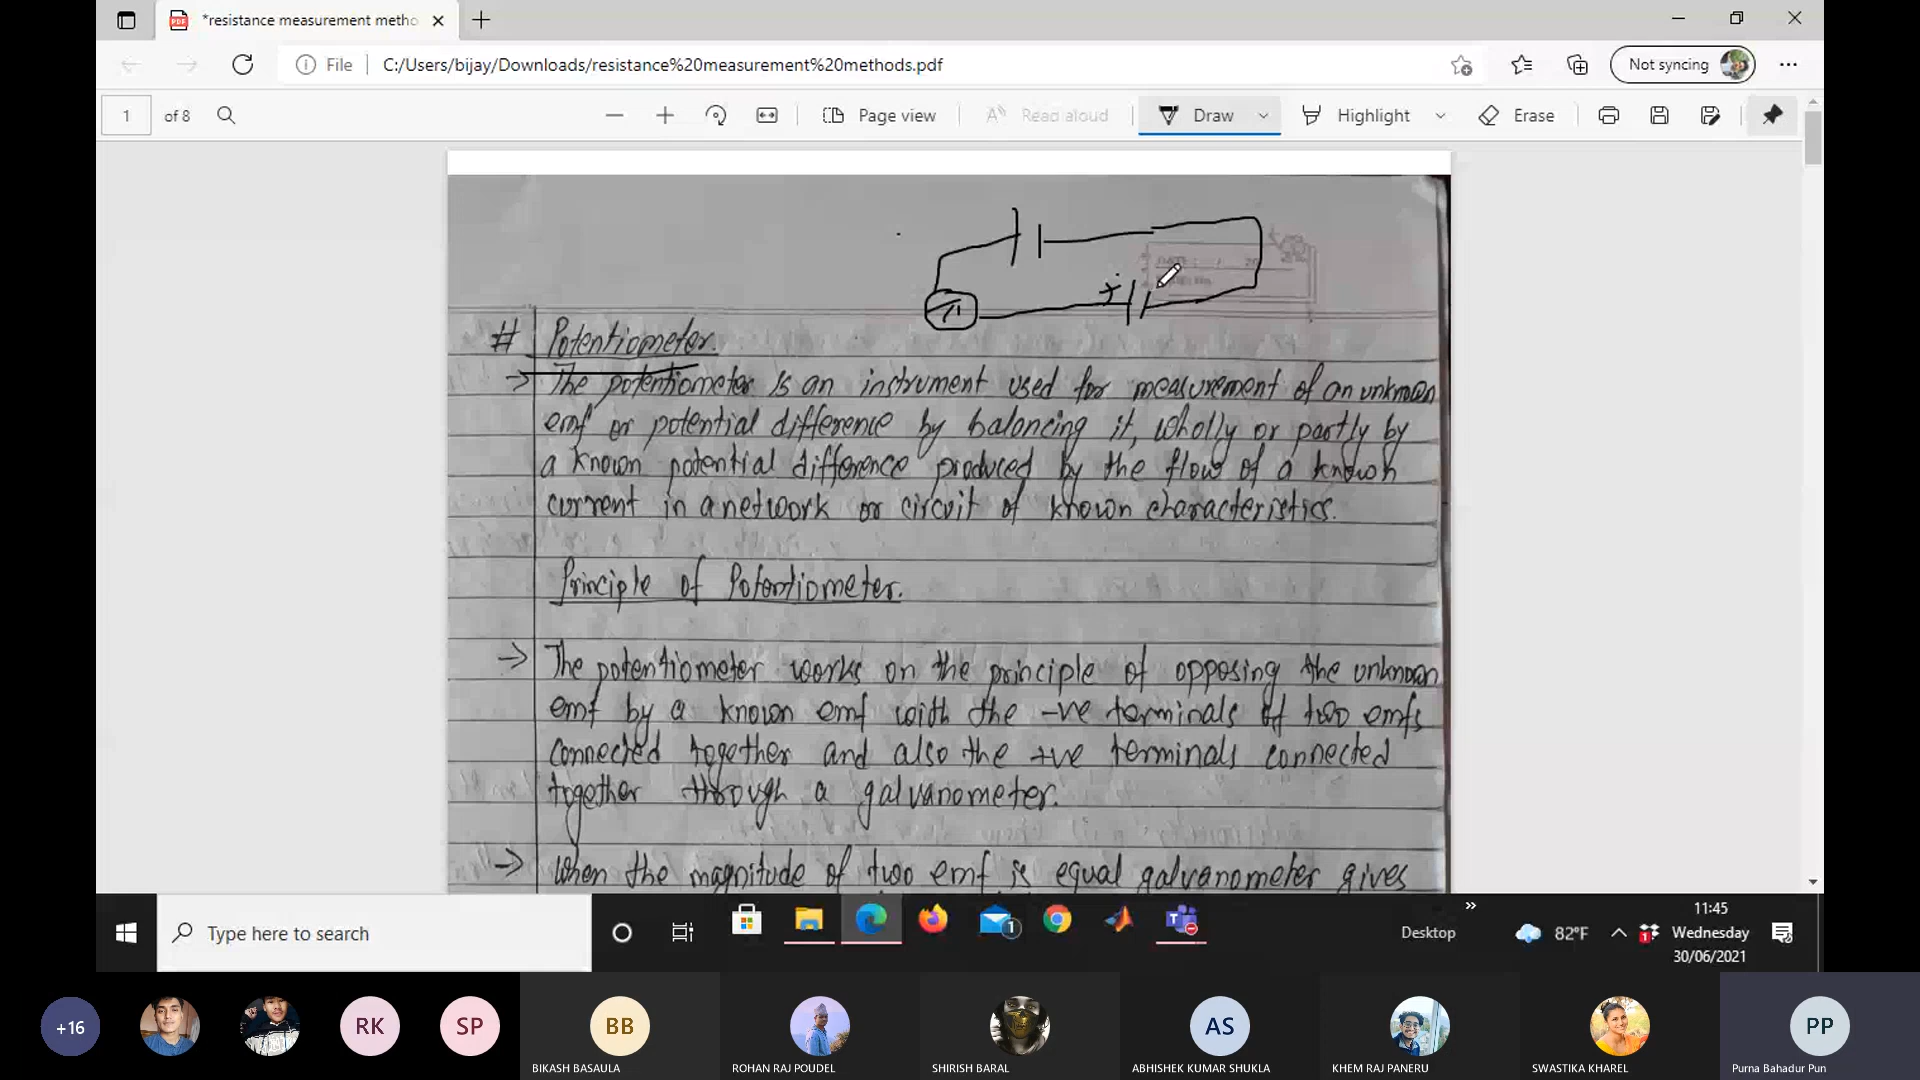 *resistance measurement metho
File
C:/Users/bijay/Downloads/resistance%20measurement%20methods.pdf
Not syncing
1 of 8
Page view
Read aloud
Draw
Highlight
Erase
+
# Potentiometer.
→ The potentiometer is an instrument used for measurement of an unknown
emf or potential difference by balancing it, wholly or partly by
a known potential difference produced by the flow of a known
current in a network or circuit of known characteristics.
Principle of Potentiometer.
→ The potentiometer works on the principle of opposing the unknown
emf by a known emf with the -ve terminals of two emfs
connected together and also the +ve terminals connected
together through a galvanometer.
→ When the magnitude of two emf is equal galvanometer gives
Type here to search
1
Desktop
82°F
1
11:45
Wednesday
30/06/2021
+16
RK
SP
BB
BIKASH BASAULA
ROHAN RAJ POUDEL
SHIRISH BARAL
AS
ABHISHEK KUMAR SHUKLA
KHEM RAJ PANERU
SWASTIKA KHAREL
PP
Purna Bahadur Pun